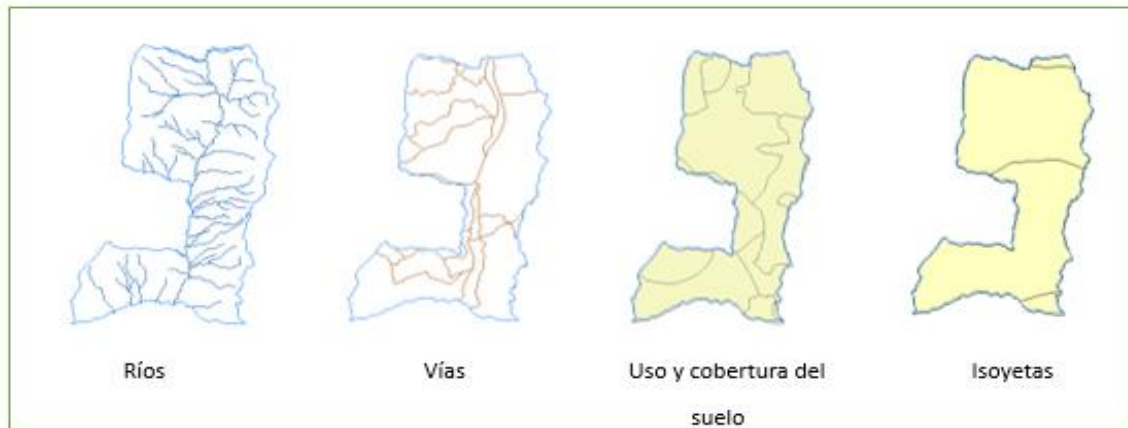 Ríos
Vías
Uso y cobertura del
suelo
Isoyetas